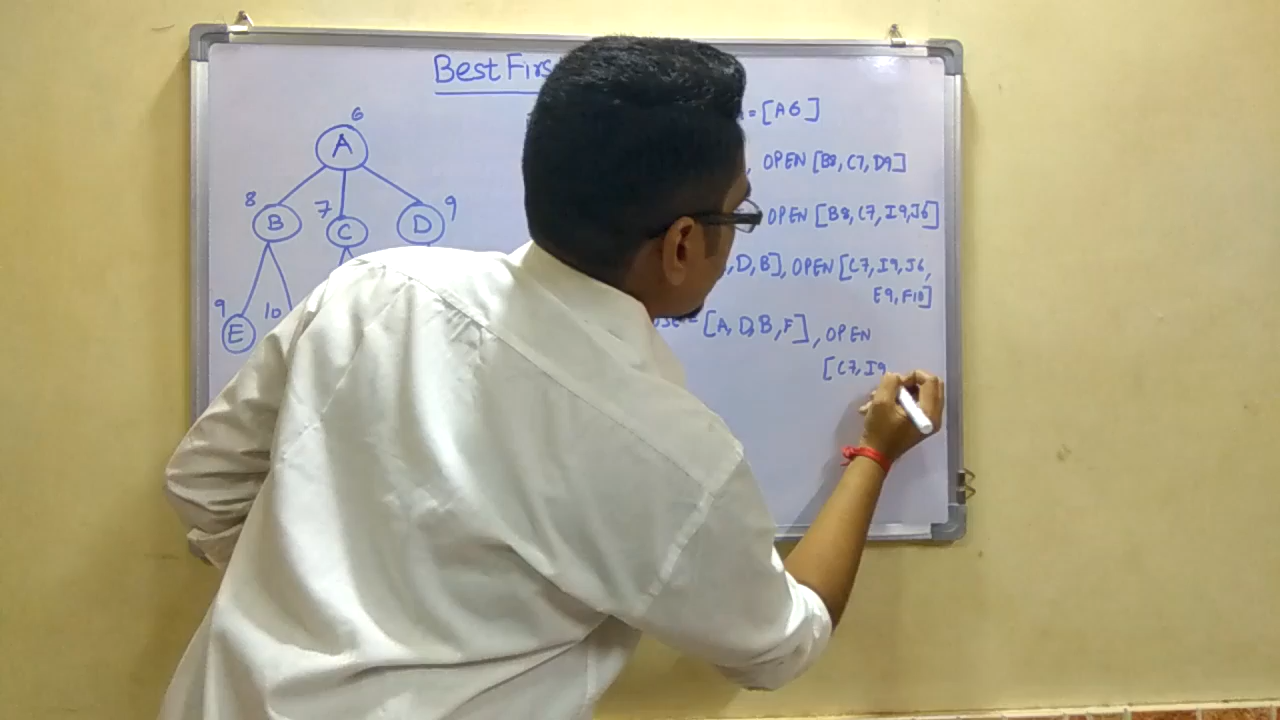 Best Firs
= [A6]
6
A
, OPEN [B8, C7, D9]
8
7
9
B
C
D
, OPEN [B8, C7, I9, J6]
, D, B], OPEN [C7, I9, J6,
E9, F10]
9
10
E
= [A, D, B, F], OPEN
[C7, I9